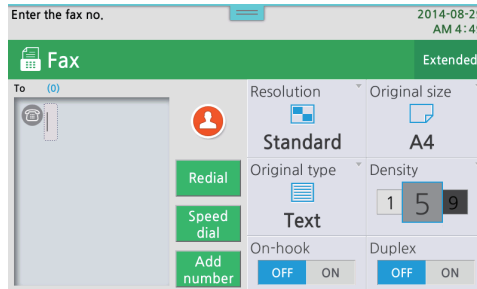 Enter the fax no.
2014-08-2
AM 4:4
Fax
Extended
To (0)
Resolution
Standard
Original size
A4
Redial
Original type
Text
Density
1 5 9
Speed
dial
Add
number
On-hook
OFF ON
Duplex
OFF ON